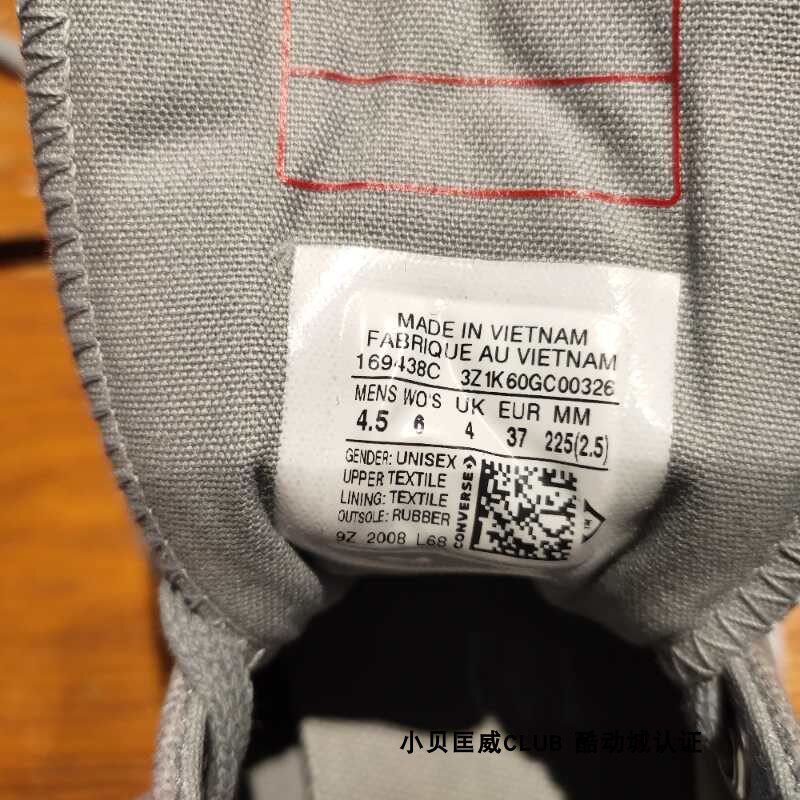 MADE IN VIETNAM
FABRIQUE AU VIETNAM
169438C 3Z1K60GC00326
MENS WO'S UK EUR MM
4.5 6 4 37 225(2.5)
GENDER: UNISEX
UPPER TEXTILE
LINING: TEXTILE
OUTSOLE: RUBBER
9Z 2008 L68
CONVERSE
小贝匡威CLUB 酷动城认证